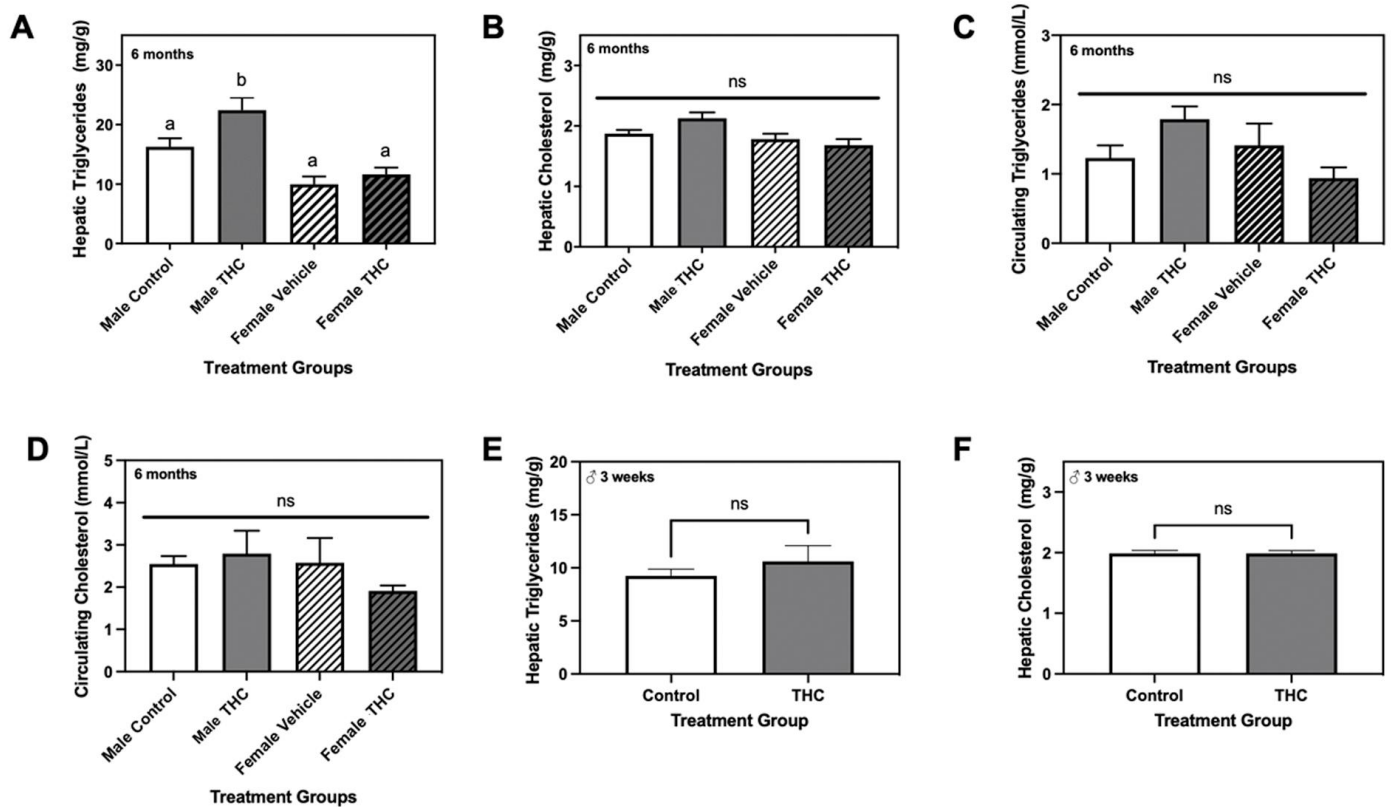 A
Hepatic Triglycerides (mg/g)
6 months
30
20
10
0
a
b
a
a
Male Control
Male THC
Female Vehicle
Female THC
Treatment Groups
B
Hepatic Cholesterol (mg/g)
6 months
3
2
1
0
ns
Male Control
Male THC
Female Vehicle
Female THC
Treatment Groups
C
Circulating Triglycerides (mmol/L)
6 months
3
2
1
0
ns
Male Control
Male THC
Female Vehicle
Female THC
Treatment Groups
D
Circulating Cholesterol (mmol/L)
6 months
5
4
3
2
1
0
ns
Male Control
Male THC
Female Vehicle
Female THC
Treatment Groups
E
Hepatic Triglycerides (mg/g)
♂ 3 weeks
20
15
10
5
0
ns
Control
THC
Treatment Group
F
Hepatic Cholesterol (mg/g)
♂ 3 weeks
3
2
1
0
ns
Control
THC
Treatment Group